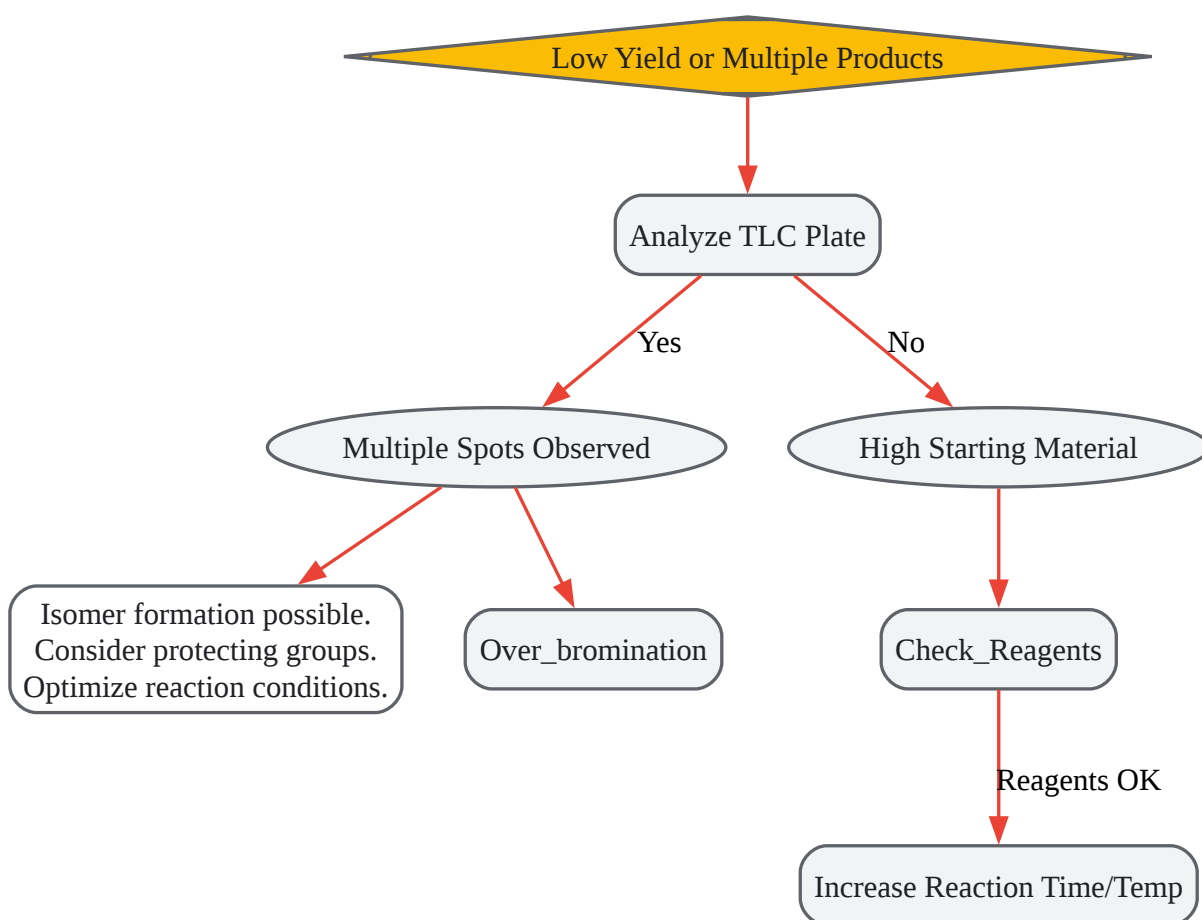 Low Yield or Multiple Products
Analyze TLC Plate
Yes
No
Multiple Spots Observed
High Starting Material
Isomer formation possible.
Consider protecting groups.
Optimize reaction conditions.
Over_bromination
Check_Reagents
Reagents OK
Increase Reaction Time/Temp